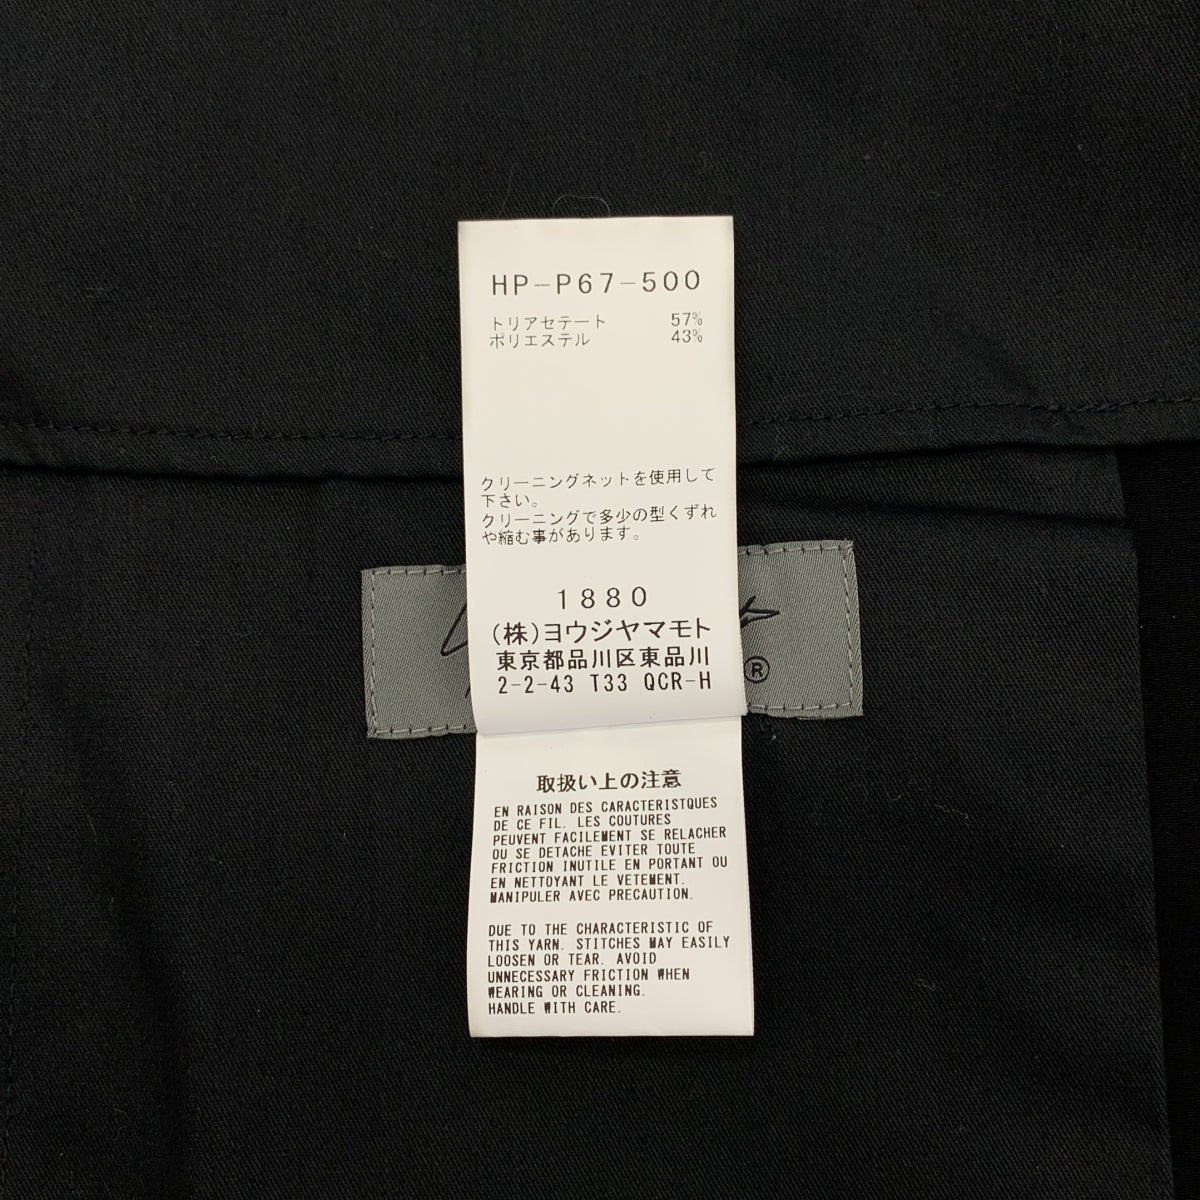 HP-P67-500
トリアセテート 57%
ポリエステル 43%
クリーニングネットを使用して
下さい。
クリーニングで多少の型くずれ
や縮む事があります。
1880
(株)ヨウジヤマモト
東京都品川区東品川
2-2-43 T33 QCR-H
®
取扱い上の注意
EN RAISON DES CARACTERISTQUES
DE CE FIL. LES COUTURES
PEUVENT FACILEMENT SE RELACHER
OU SE DETACHE EVITER TOUTE
FRICTION INUTILE EN PORTANT OU
EN NETTOYANT LE VETEMENT.
MANIPULER AVEC PRECAUTION.
DUE TO THE CHARACTERISTIC OF
THIS YARN. STITCHES MAY EASILY
LOOSEN OR TEAR. AVOID
UNNECESSARY FRICTION WHEN
WEARING OR CLEANING.
HANDLE WITH CARE.